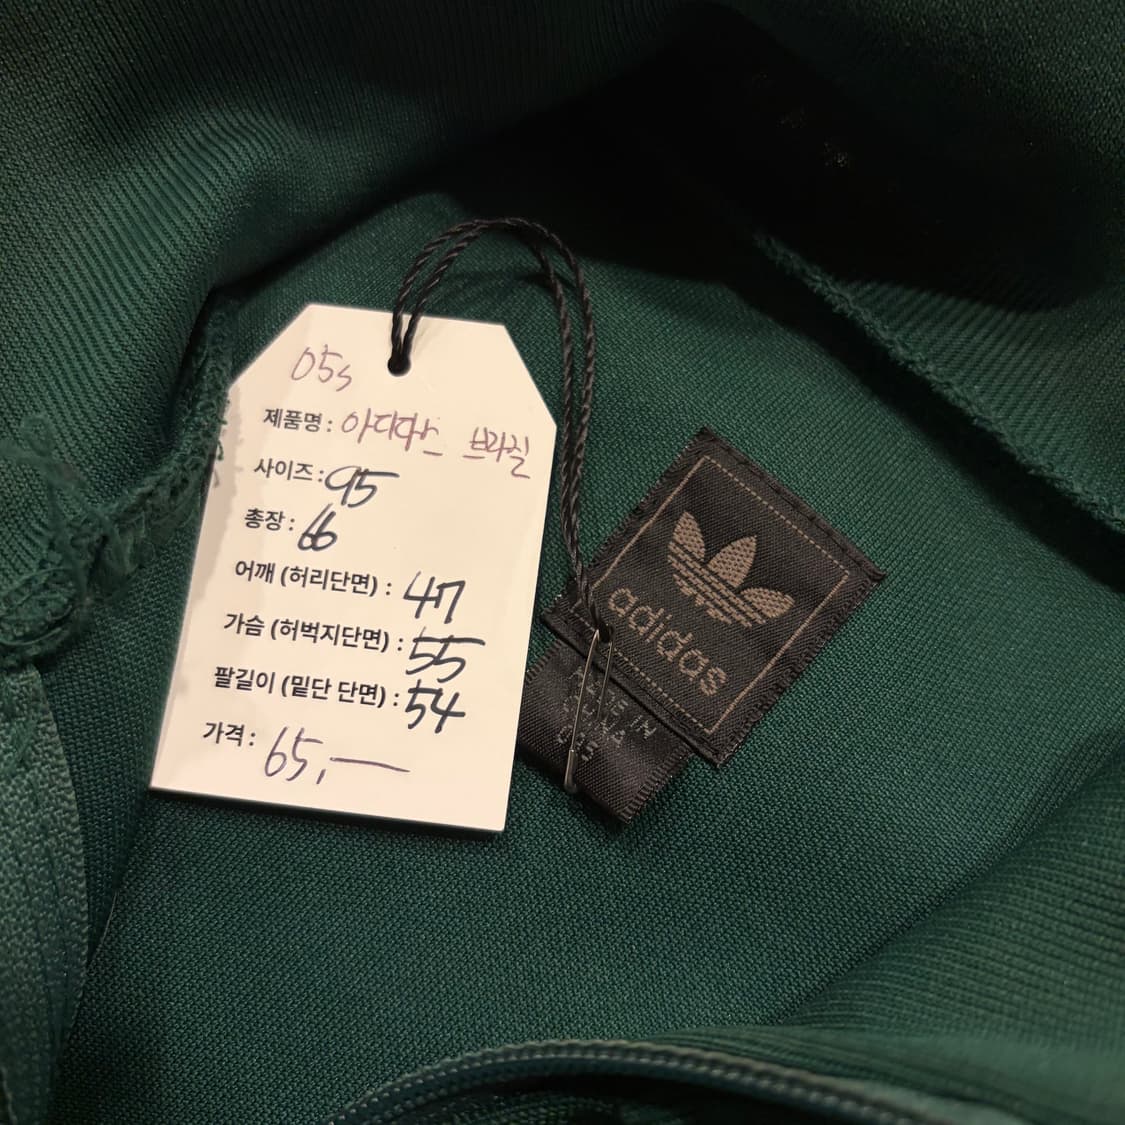 05s
제품명 : 아디다스 브라질
사이즈 : 95
총장 : 66
어깨 (허리단면) : 47
가슴 (허벅지단면) : 55
팔길이 (밑단 단면) : 54
가격 : 65,—
adidas
MADE IN